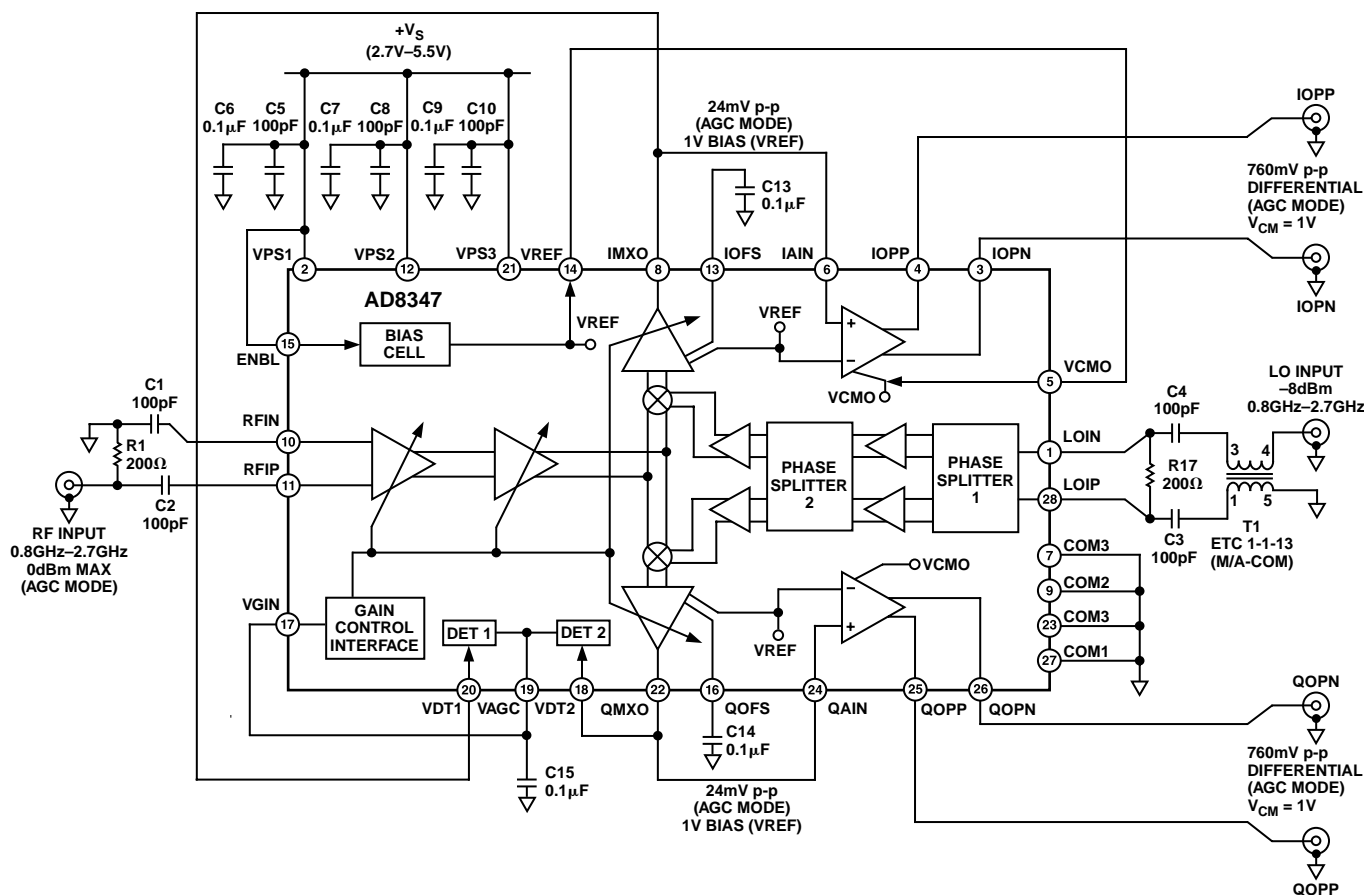 +VS
(2.7V–5.5V)
C6
0.1µF
C5
100pF
C7
0.1µF
C8
100pF
C9
0.1µF
C10
100pF
24mV p-p
(AGC MODE)
1V BIAS (VREF)
C13
0.1µF
IOPP
760mV p-p
DIFFERENTIAL
(AGC MODE)
VCM = 1V
IOPN
VPS1
2
VPS2
12
VPS3
21
VREF
14
IMXO
8
IOFS
13
IAIN
6
IOPP
4
IOPN
3
AD8347
ENBL
15
BIAS
CELL
VREF
VREF
+
–
VCMO
VCMO
5
C1
100pF
RFIN
10
R1
200Ω
RFIP
11
C2
100pF
RF INPUT
0.8GHz–2.7GHz
0dBm MAX
(AGC MODE)
PHASE
SPLITTER
2
PHASE
SPLITTER
1
LOIN
1
LOIP
28
C4
100pF
R17
200Ω
C3
100pF
LO INPUT
–8dBm
0.8GHz–2.7GHz
3
4
1
5
T1
ETC 1-1-13
(M/A-COM)
COM3
7
COM2
9
COM3
23
COM1
27
VGIN
17
GAIN
CONTROL
INTERFACE
DET 1
DET 2
VREF
VCMO
–
+
20
VDT1
19
VAGC
18
VDT2
22
QMXO
16
QOFS
24
QAIN
25
QOPP
26
QOPN
C15
0.1µF
C14
0.1µF
24mV p-p
(AGC MODE)
1V BIAS (VREF)
QOPN
760mV p-p
DIFFERENTIAL
(AGC MODE)
VCM = 1V
QOPP